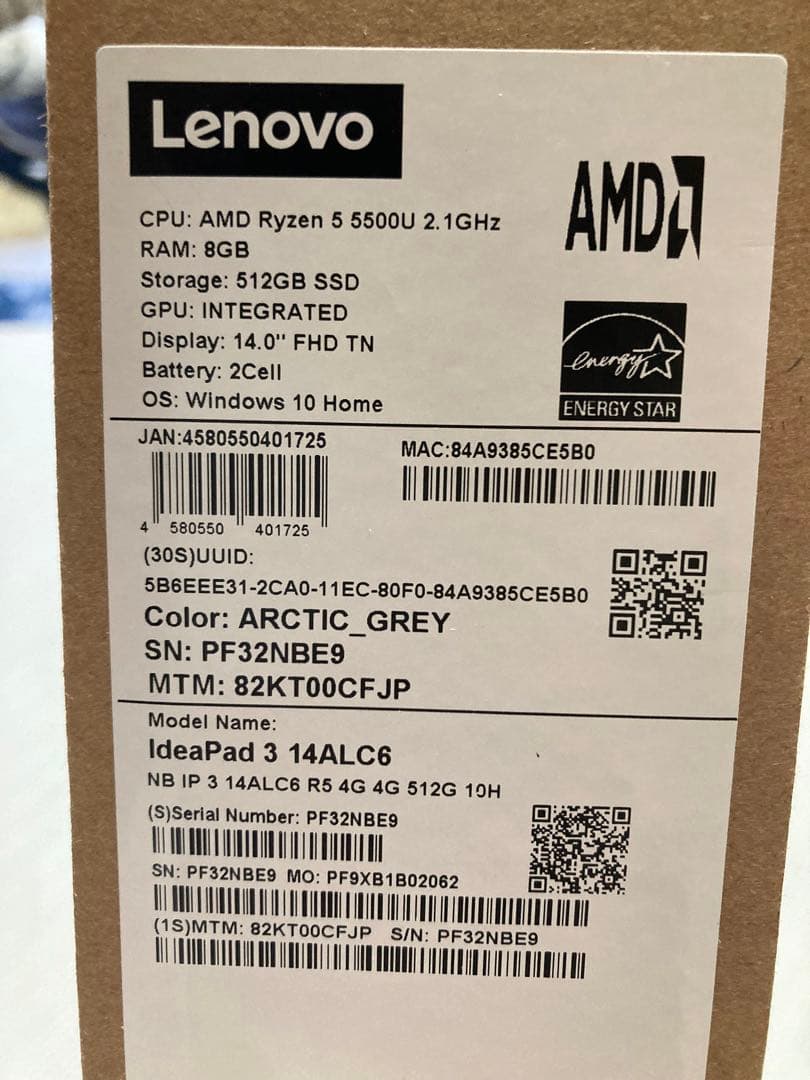 Lenovo
AMD
CPU: AMD Ryzen 5 5500U 2.1GHz
RAM: 8GB
Storage: 512GB SSD
GPU: INTEGRATED
Display: 14.0'' FHD TN
Battery: 2Cell
OS: Windows 10 Home
energy
ENERGY STAR
JAN:4580550401725
4 580550 401725
MAC:84A9385CE5B0
(30S)UUID:
5B6EEE31-2CA0-11EC-80F0-84A9385CE5B0
Color: ARCTIC_GREY
SN: PF32NBE9
MTM: 82KT00CFJP
Model Name:
IdeaPad 3 14ALC6
NB IP 3 14ALC6 R5 4G 4G 512G 10H
(S)Serial Number: PF32NBE9
SN: PF32NBE9 MO: PF9XB1B02062
(1S)MTM: 82KT00CFJP S/N: PF32NBE9